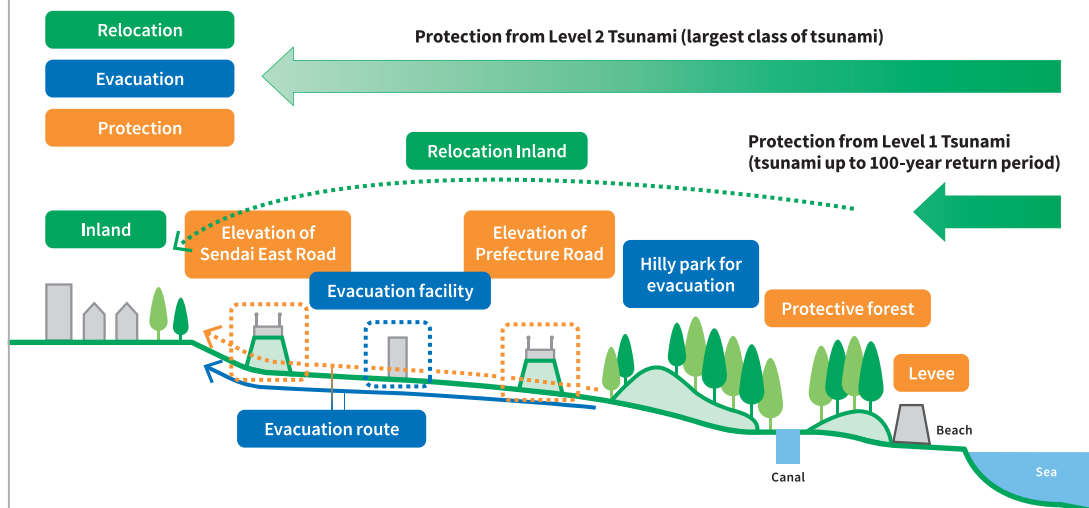 Relocation
Evacuation
Protection
Protection from Level 2 Tsunami (largest class of tsunami)
Protection from Level 1 Tsunami
(tsunami up to 100-year return period)
Relocation Inland
Inland
Elevation of
Sendai East Road
Elevation of
Prefecture Road
Hilly park for
evacuation
Evacuation facility
Protective forest
Levee
Evacuation route
Beach
Canal
Sea